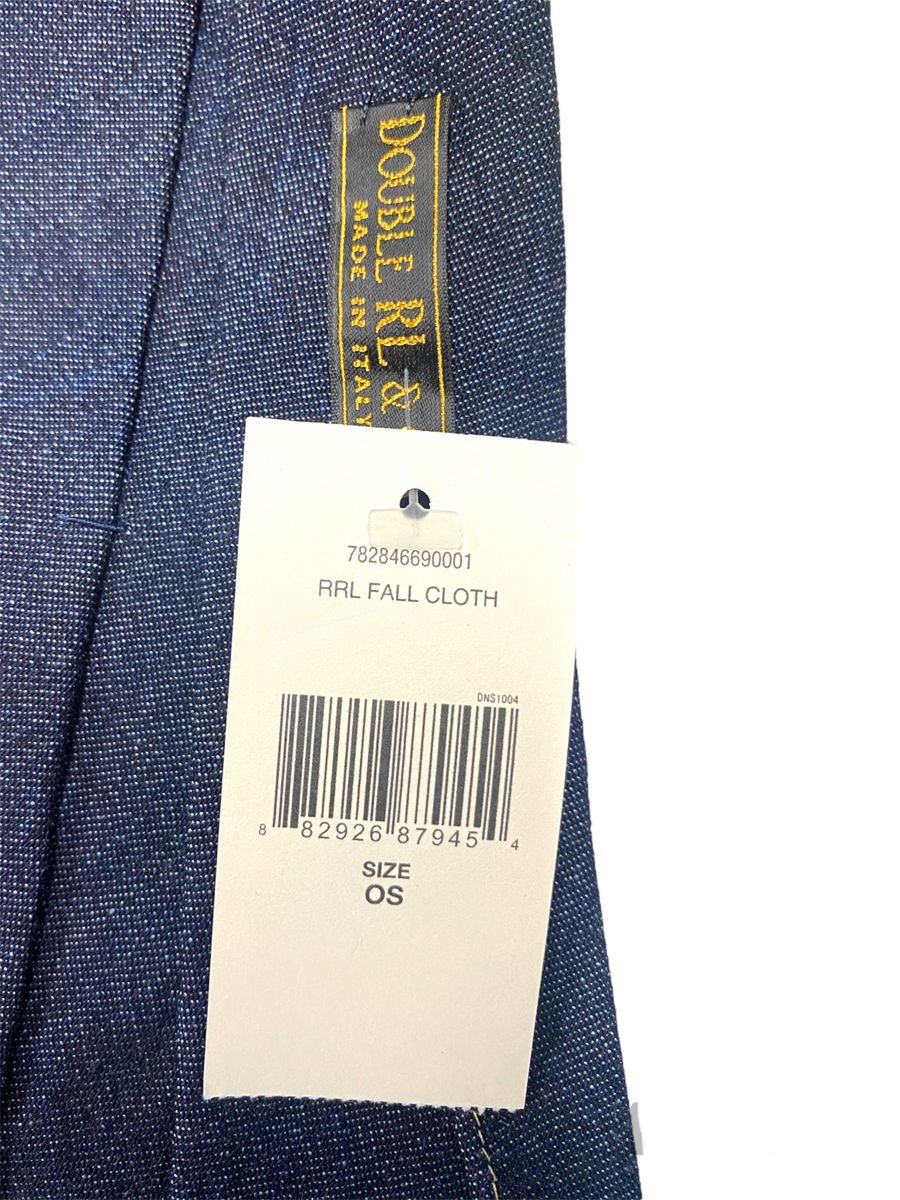 DOUBLE RL &
MADE IN ITALY
782846690001
RRL FALL CLOTH
DNS1004
8 82926 87945 4
SIZE
OS